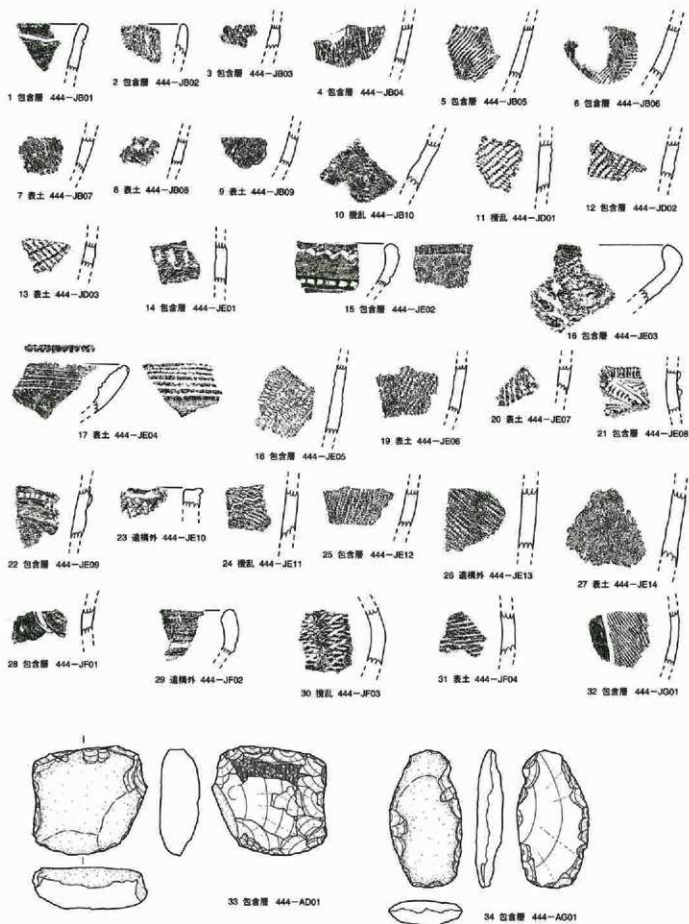 1 包含層 444-JB01
2 包含層 444-JB02
3 包含層 444-JB03
4 包含層 444-JB04
5 包含層 444-JB05
6 包含層 444-JB06
7 表土 444-JB07
8 表土 444-JB08
9 表土 444-JB09
10 攪乱 444-JB10
11 攪乱 444-JD01
12 包含層 444-JD02
13 表土 444-JD03
14 包含層 444-JE01
15 包含層 444-JE02
16 包含層 444-JE03
17 表土 444-JE04
18 包含層 444-JE05
19 表土 444-JE06
20 表土 444-JE07
21 包含層 444-JE08
22 包含層 444-JE09
23 遺構外 444-JE10
24 攪乱 444-JE11
25 包含層 444-JE12
26 遺構外 444-JE13
27 表土 444-JE14
28 包含層 444-JF01
29 遺構外 444-JF02
30 攪乱 444-JF03
31 表土 444-JF04
32 包含層 444-JG01
33 包含層 444-AD01
34 包含層 444-AG01